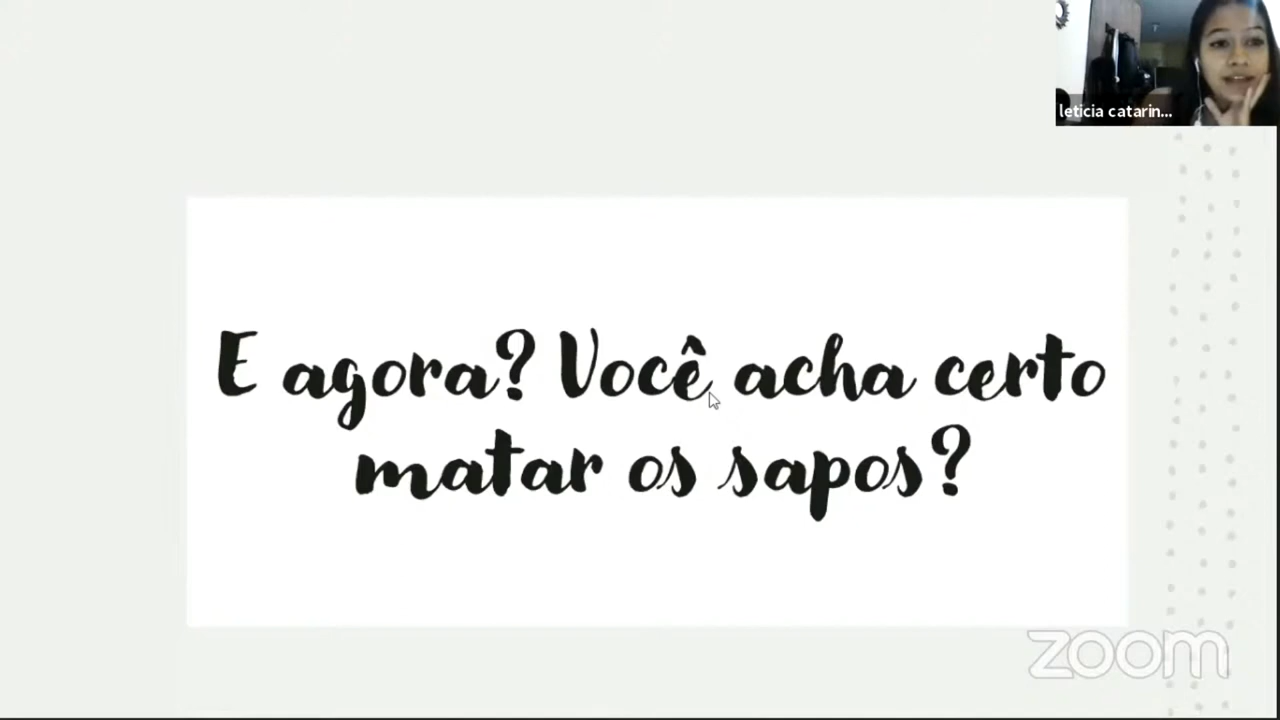 leticia catarin...
E agora? Você acha certo
matar os sapos?
zoom